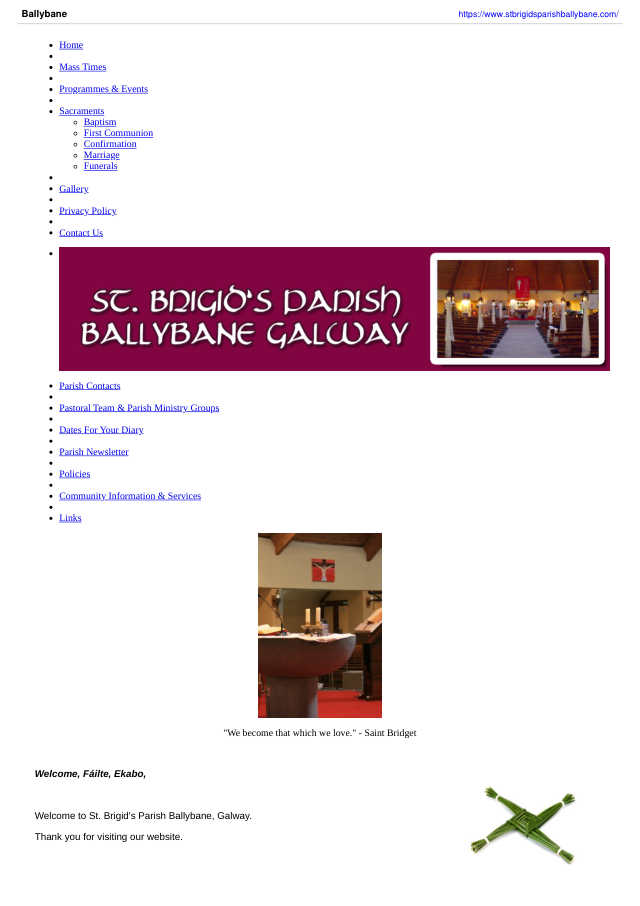 Ballybane https://www.stbrigidsparishballybane.com/
Home
Mass Times
Programmes & Events
Sacraments
Baptism
First Communion
Confirmation
Marriage
Funerals
Gallery
Privacy Policy
Contact Us
ST. BRIGID'S PARISH
BALLYBANE GALWAY
Parish Contacts
Pastoral Team & Parish Ministry Groups
Dates For Your Diary
Parish Newsletter
Policies
Community Information & Services
Links
"We become that which we love." - Saint Bridget
Welcome, Fáilte, Ekabo,
Welcome to St. Brigid's Parish Ballybane, Galway.
Thank you for visiting our website.